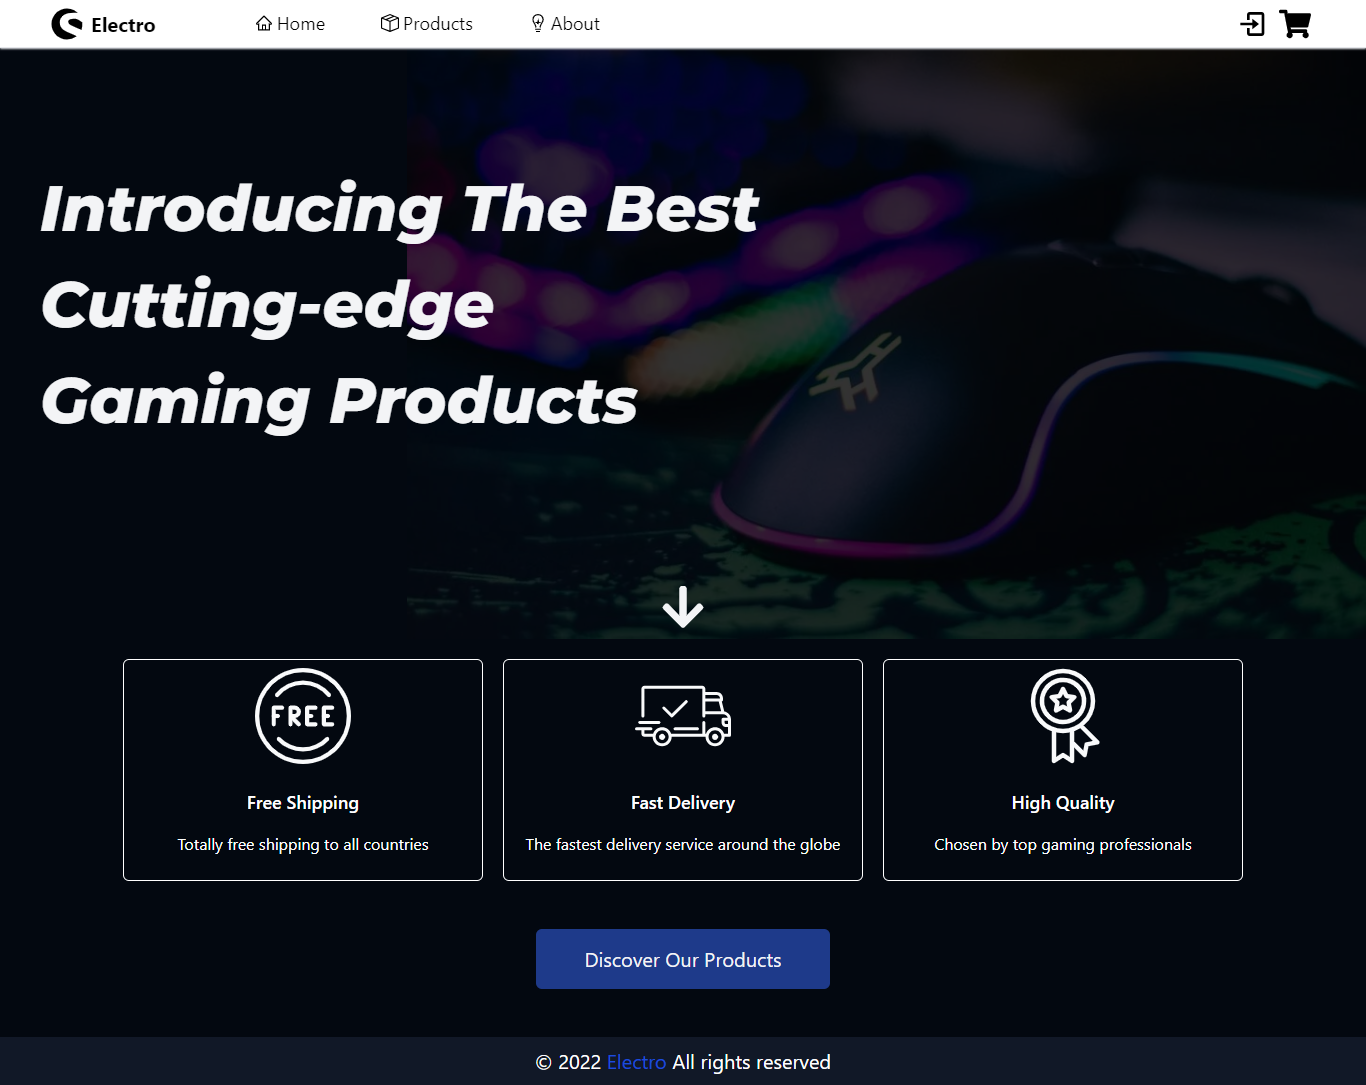 Electro
Home
Products
About
Introducing The Best
Cutting-edge
Gaming Products
FREE
Free Shipping
Totally free shipping to all countries
Fast Delivery
The fastest delivery service around the globe
High Quality
Chosen by top gaming professionals
Discover Our Products
© 2022 Electro All rights reserved